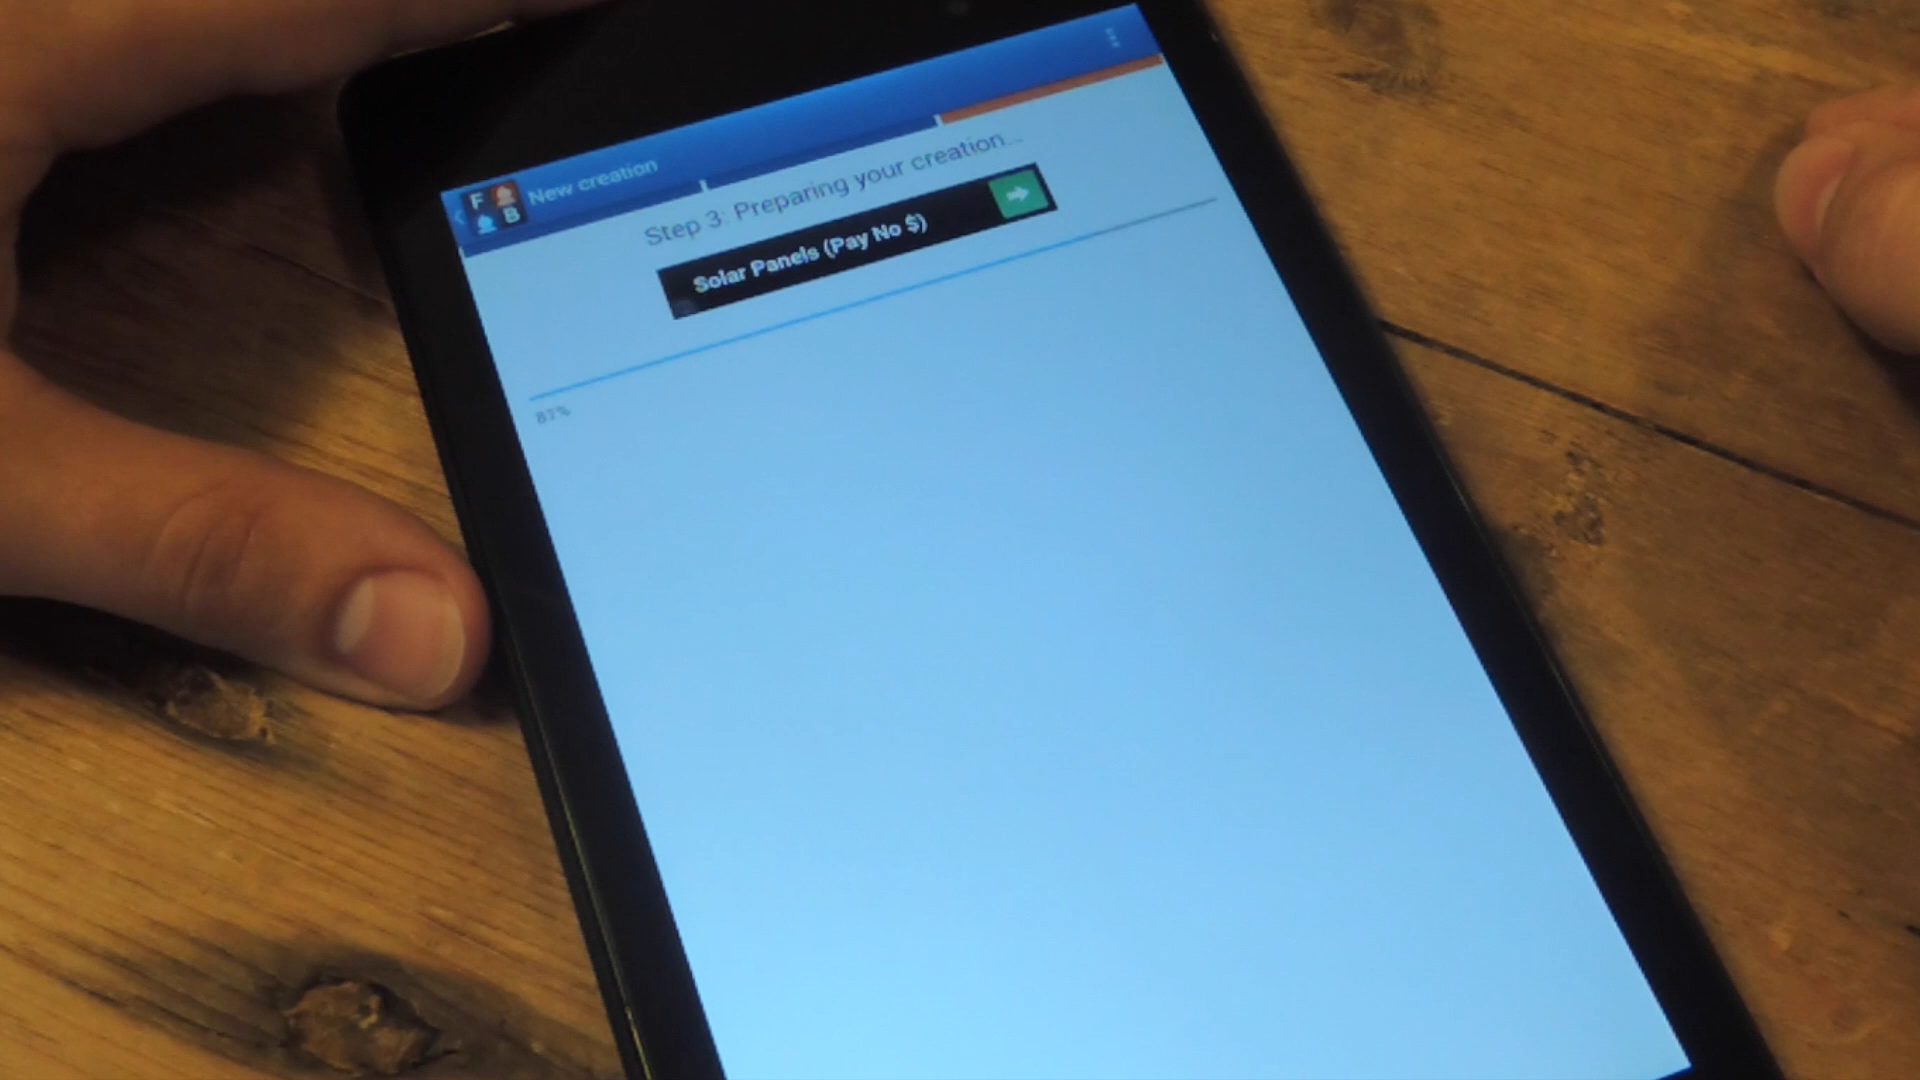 F
B
New creation
Step 3: Preparing your creation...
Solar Panels (Pay No $)
87%